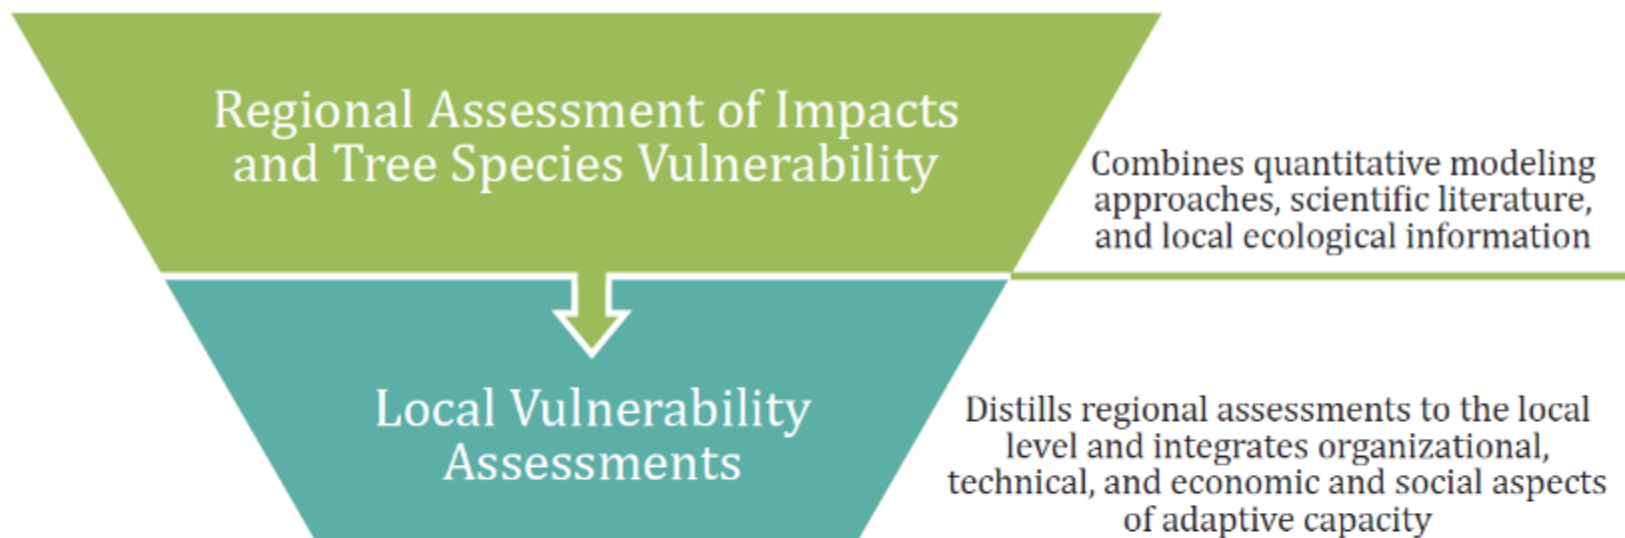 Regional Assessment of Impacts
and Tree Species Vulnerability
Combines quantitative modeling
approaches, scientific literature,
and local ecological information
Local Vulnerability
Assessments
Distills regional assessments to the local
level and integrates organizational,
technical, and economic and social aspects
of adaptive capacity